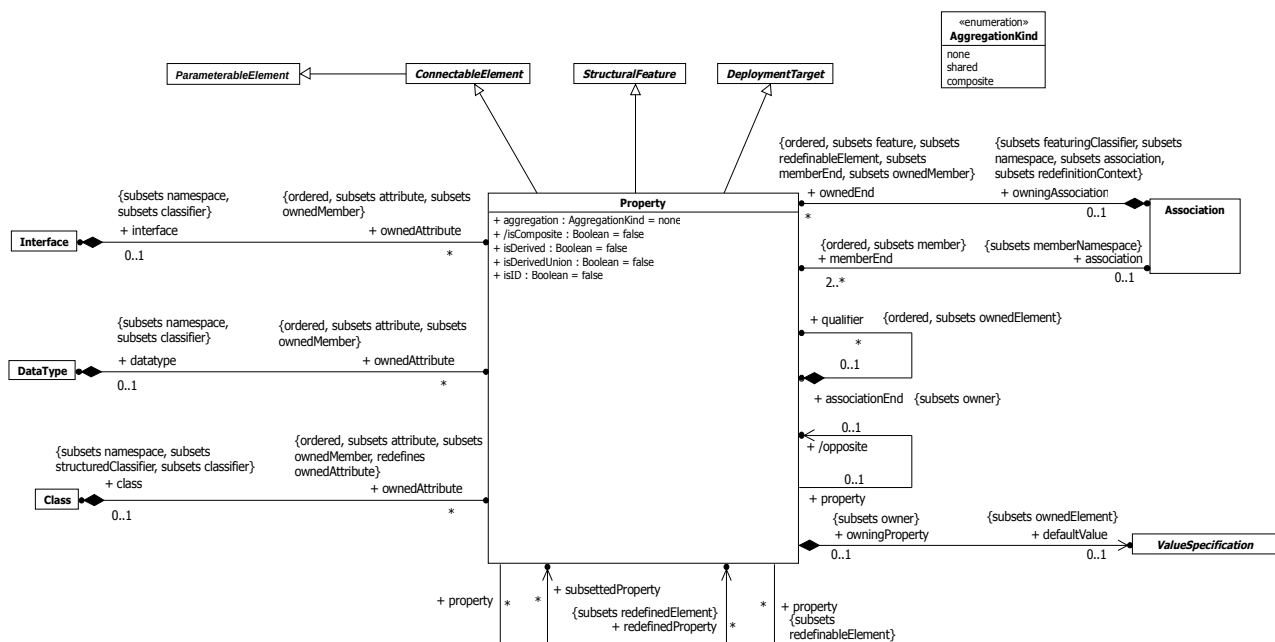 «enumeration»
AggregationKind
none
shared
composite
ParameterableElement
ConnectableElement
StructuralFeature
DeploymentTarget
{ordered, subsets feature, subsets
redefinableElement, subsets
memberEnd, subsets ownedMember}
+ ownedEnd
*
{subsets featuringClassifier, subsets
namespace, subsets association,
subsets redefinitionContext}
+ owningAssociation
0..1
Association
{subsets namespace,
subsets classifier}
+ interface
0..1
Interface
{ordered, subsets attribute, subsets
ownedMember}
+ ownedAttribute
*
Property
+ aggregation : AggregationKind = none
+ /isComposite : Boolean = false
+ isDerived : Boolean = false
+ isDerivedUnion : Boolean = false
+ isID : Boolean = false
{ordered, subsets member}
+ memberEnd
2..*
{subsets memberNamespace}
+ association
0..1
+ qualifier
{ordered, subsets ownedElement}
*
0..1
+ associationEnd
{subsets owner}
{subsets namespace,
subsets classifier}
+ datatype
0..1
DataType
{ordered, subsets attribute, subsets
ownedMember}
+ ownedAttribute
*
0..1
+ /opposite
0..1
+ property
{subsets namespace, subsets
structuredClassifier, subsets classifier}
+ class
0..1
Class
{ordered, subsets attribute, subsets
ownedMember, redefines
ownedAttribute}
+ ownedAttribute
*
{subsets owner}
+ owningProperty
0..1
{subsets ownedElement}
+ defaultValue
0..1
ValueSpecification
+ property
*
+ subsettedProperty
*
{subsets redefinedElement}
+ redefinedProperty
*
*
+ property
{subsets
redefinableElement}